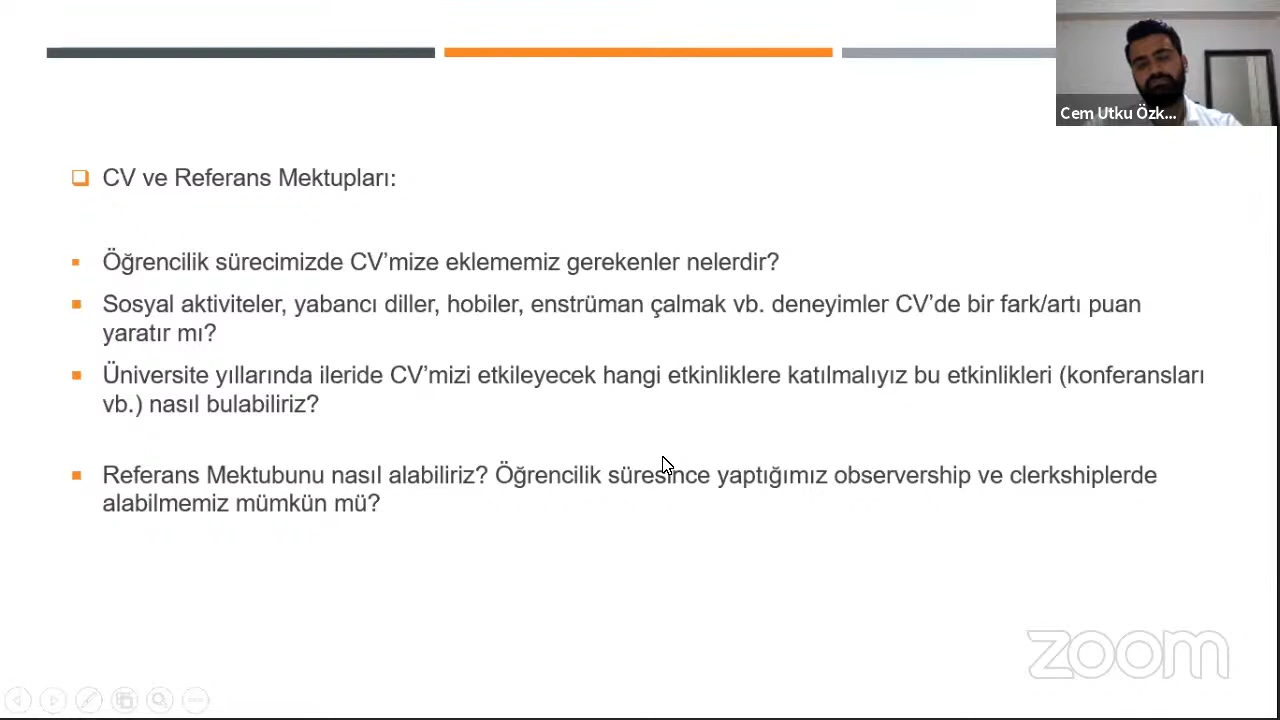 Cem Utku Özk...
CV ve Referans Mektupları:
Öğrencilik sürecimizde CV’mize eklememiz gerekenler nelerdir?
Sosyal aktiviteler, yabancı diller, hobiler, enstrüman çalmak vb. deneyimler CV’de bir fark/artı puan
yaratır mı?
Üniversite yıllarında ileride CV’mizi etkileyecek hangi etkinliklere katılmalıyız bu etkinlikleri (konferansları
vb.) nasıl bulabiliriz?
Referans Mektubunu nasıl alabiliriz? Öğrencilik süresince yaptığımız observership ve clerkshiplerde
alabilmemiz mümkün mü?
zoom